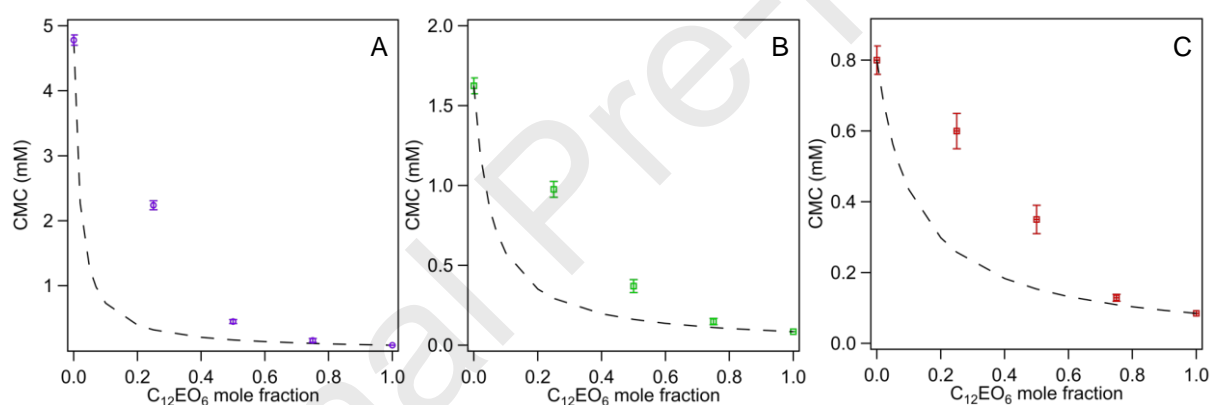 A
5
4
3
2
1
CMC (mM)
0.0 0.2 0.4 0.6 0.8 1.0
C₁₂EO₆ mole fraction
B
2.0
1.5
1.0
0.5
0.0
CMC (mM)
0.0 0.2 0.4 0.6 0.8 1.0
C₁₂EO₆ mole fraction
C
0.8
0.6
0.4
0.2
0.0
CMC (mM)
0.0 0.2 0.4 0.6 0.8 1.0
C₁₂EO₆ mole fraction
nal Pre-